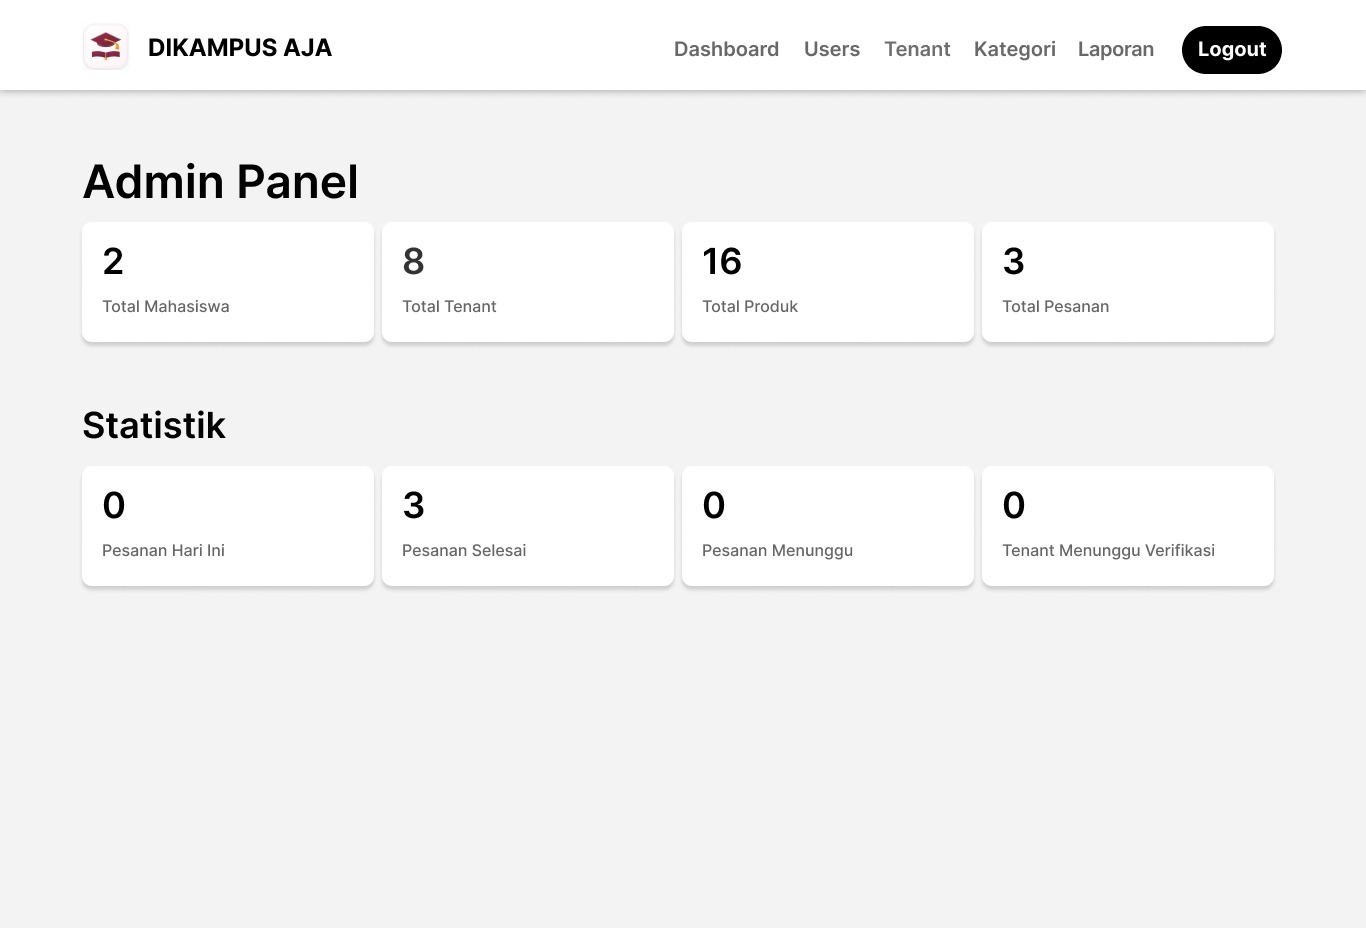 DIKAMPUS AJA
Dashboard Users Tenant Kategori Laporan Logout
Admin Panel
2 8 16 3
Total Mahasiswa Total Tenant Total Produk Total Pesanan
Statistik
0 3 0 0
Pesanan Hari Ini Pesanan Selesai Pesanan Menunggu Tenant Menunggu Verifikasi